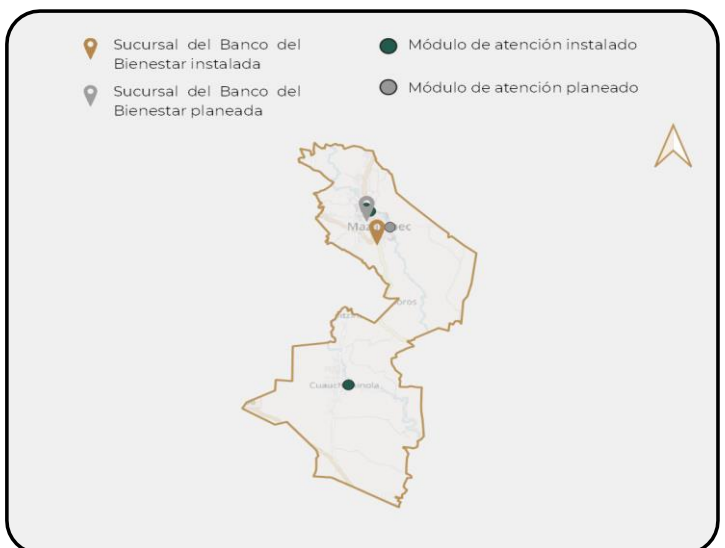 Sucursal del Banco del
Bienestar instalada
Sucursal del Banco del
Bienestar planeada
Módulo de atención instalado
Módulo de atención planeado